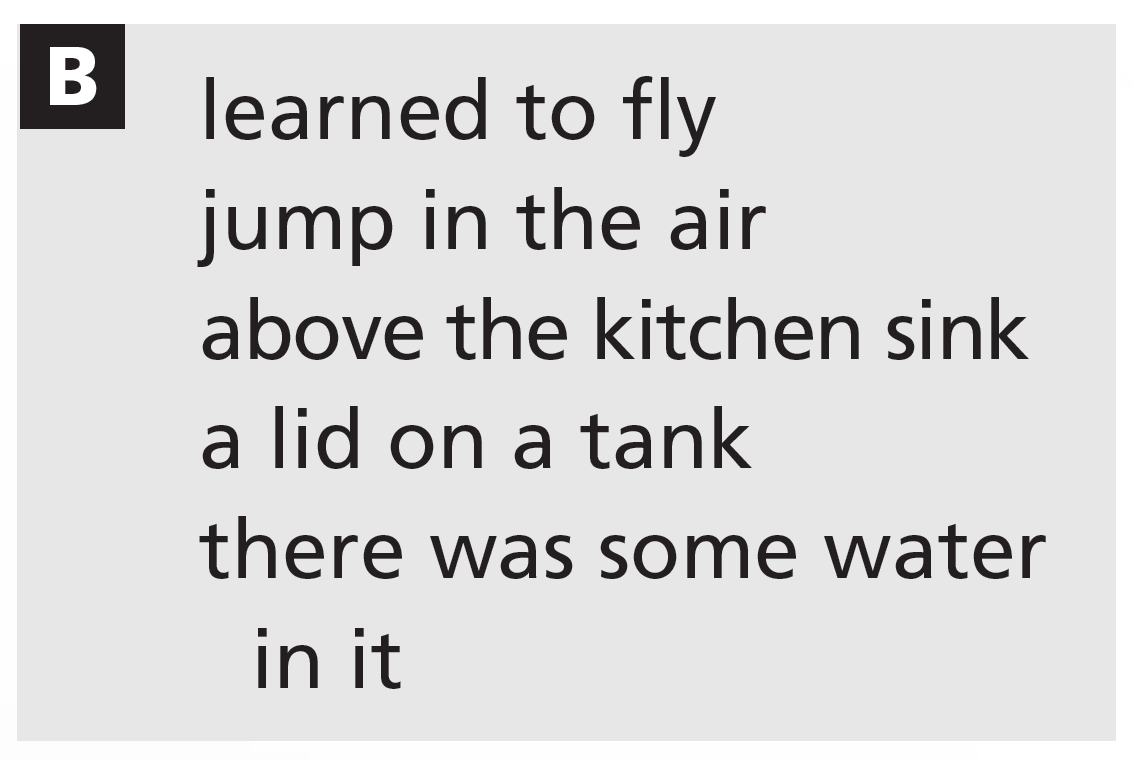 B
learned to fly
jump in the air
above the kitchen sink
a lid on a tank
there was some water
in it